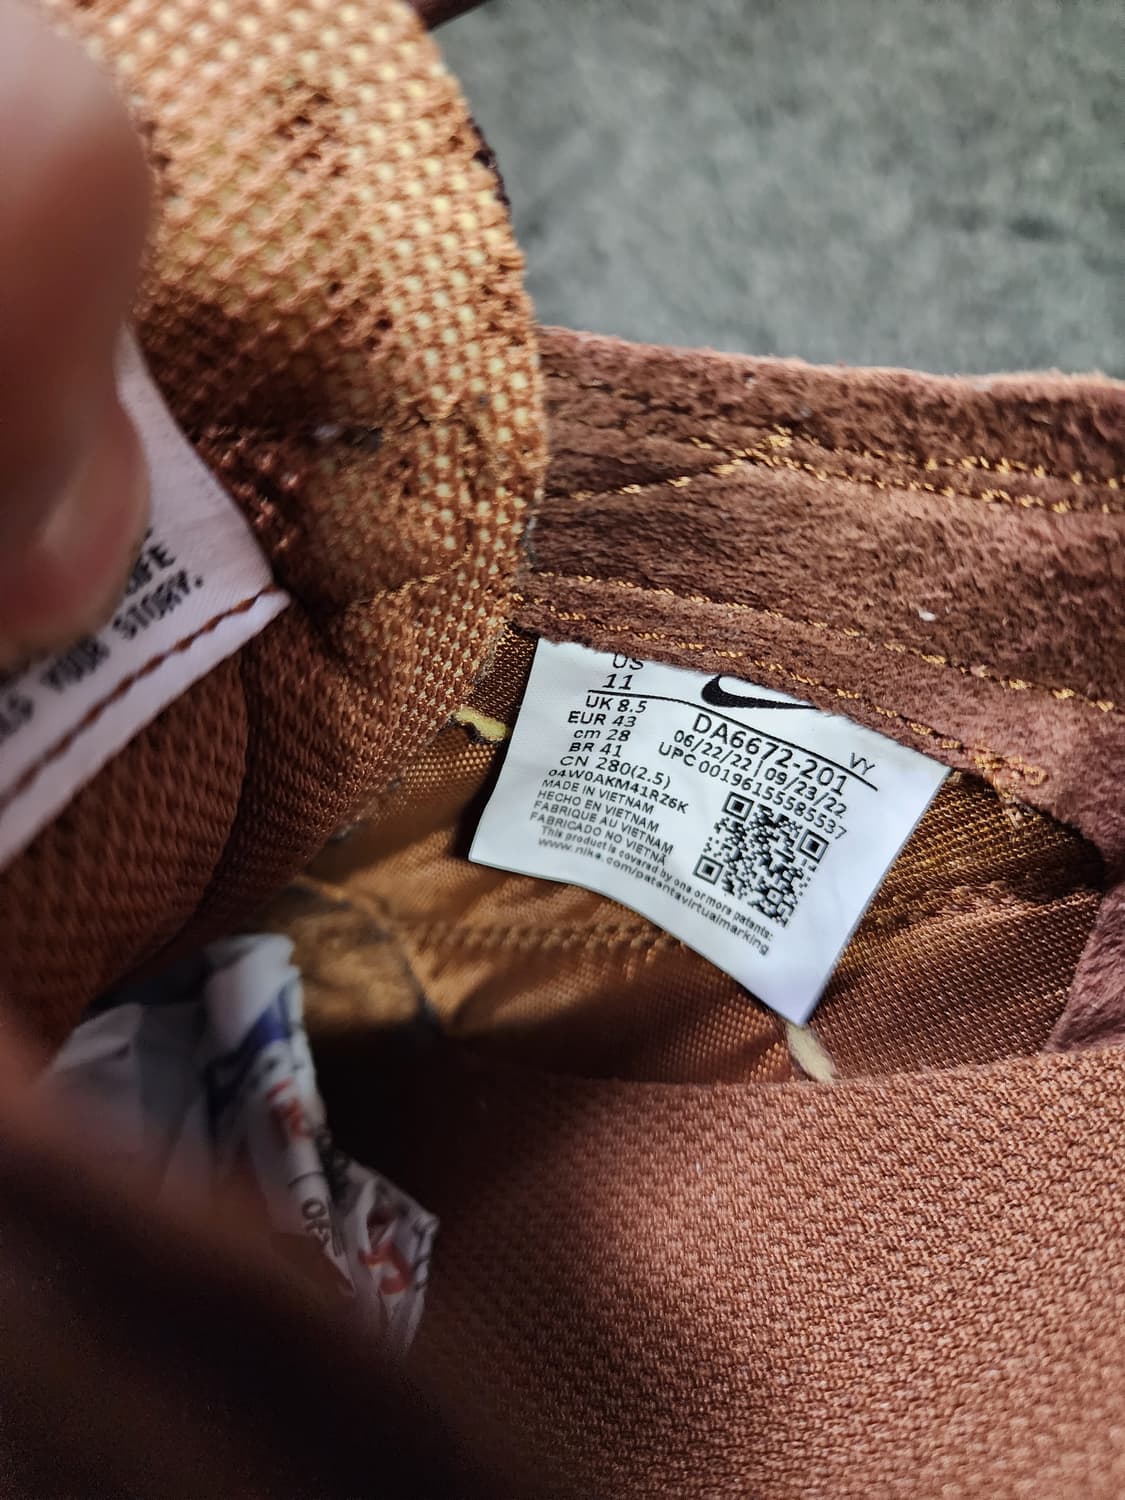 LIFE
YOUR STORY.
US
11
UK 8.5
EUR 43
cm 28
BR 41
CN 280(2.5)
04W0AKM41R26K
MADE IN VIETNAM
HECHO EN VIETNAM
FABRIQUE AU VIETNAM
FABRICADO NO VIETNÃ
This product is covered by one or more patents:
www.nike.com/patentsvirtualmarking
DA6672-201
VY
06/22/22 09/23/22
UPC 00196155585537